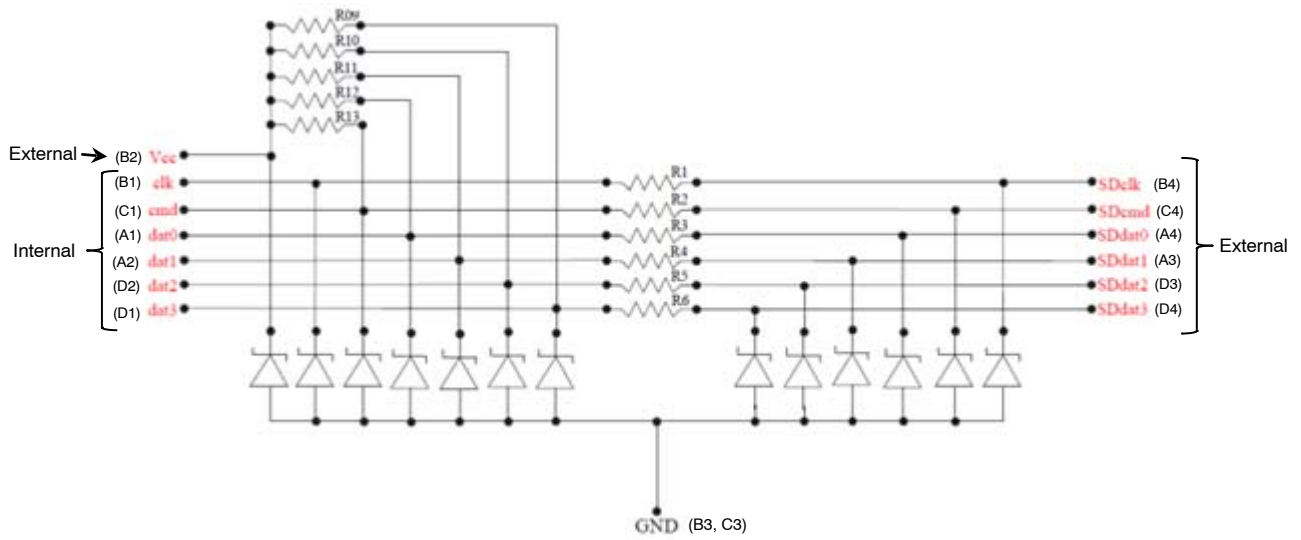 R09
R10
R11
R12
R13
External (B2) Vcc
(B1) clk R1 SDclk (B4)
(C1) cmd R2 SDcmd (C4)
(A1) dat0 R3 SDdat0 (A4)
Internal External
(A2) dat1 R4 SDdat1 (A3)
(D2) dat2 R5 SDdat2 (D3)
(D1) dat3 R6 SDdat3 (D4)
GND (B3, C3)